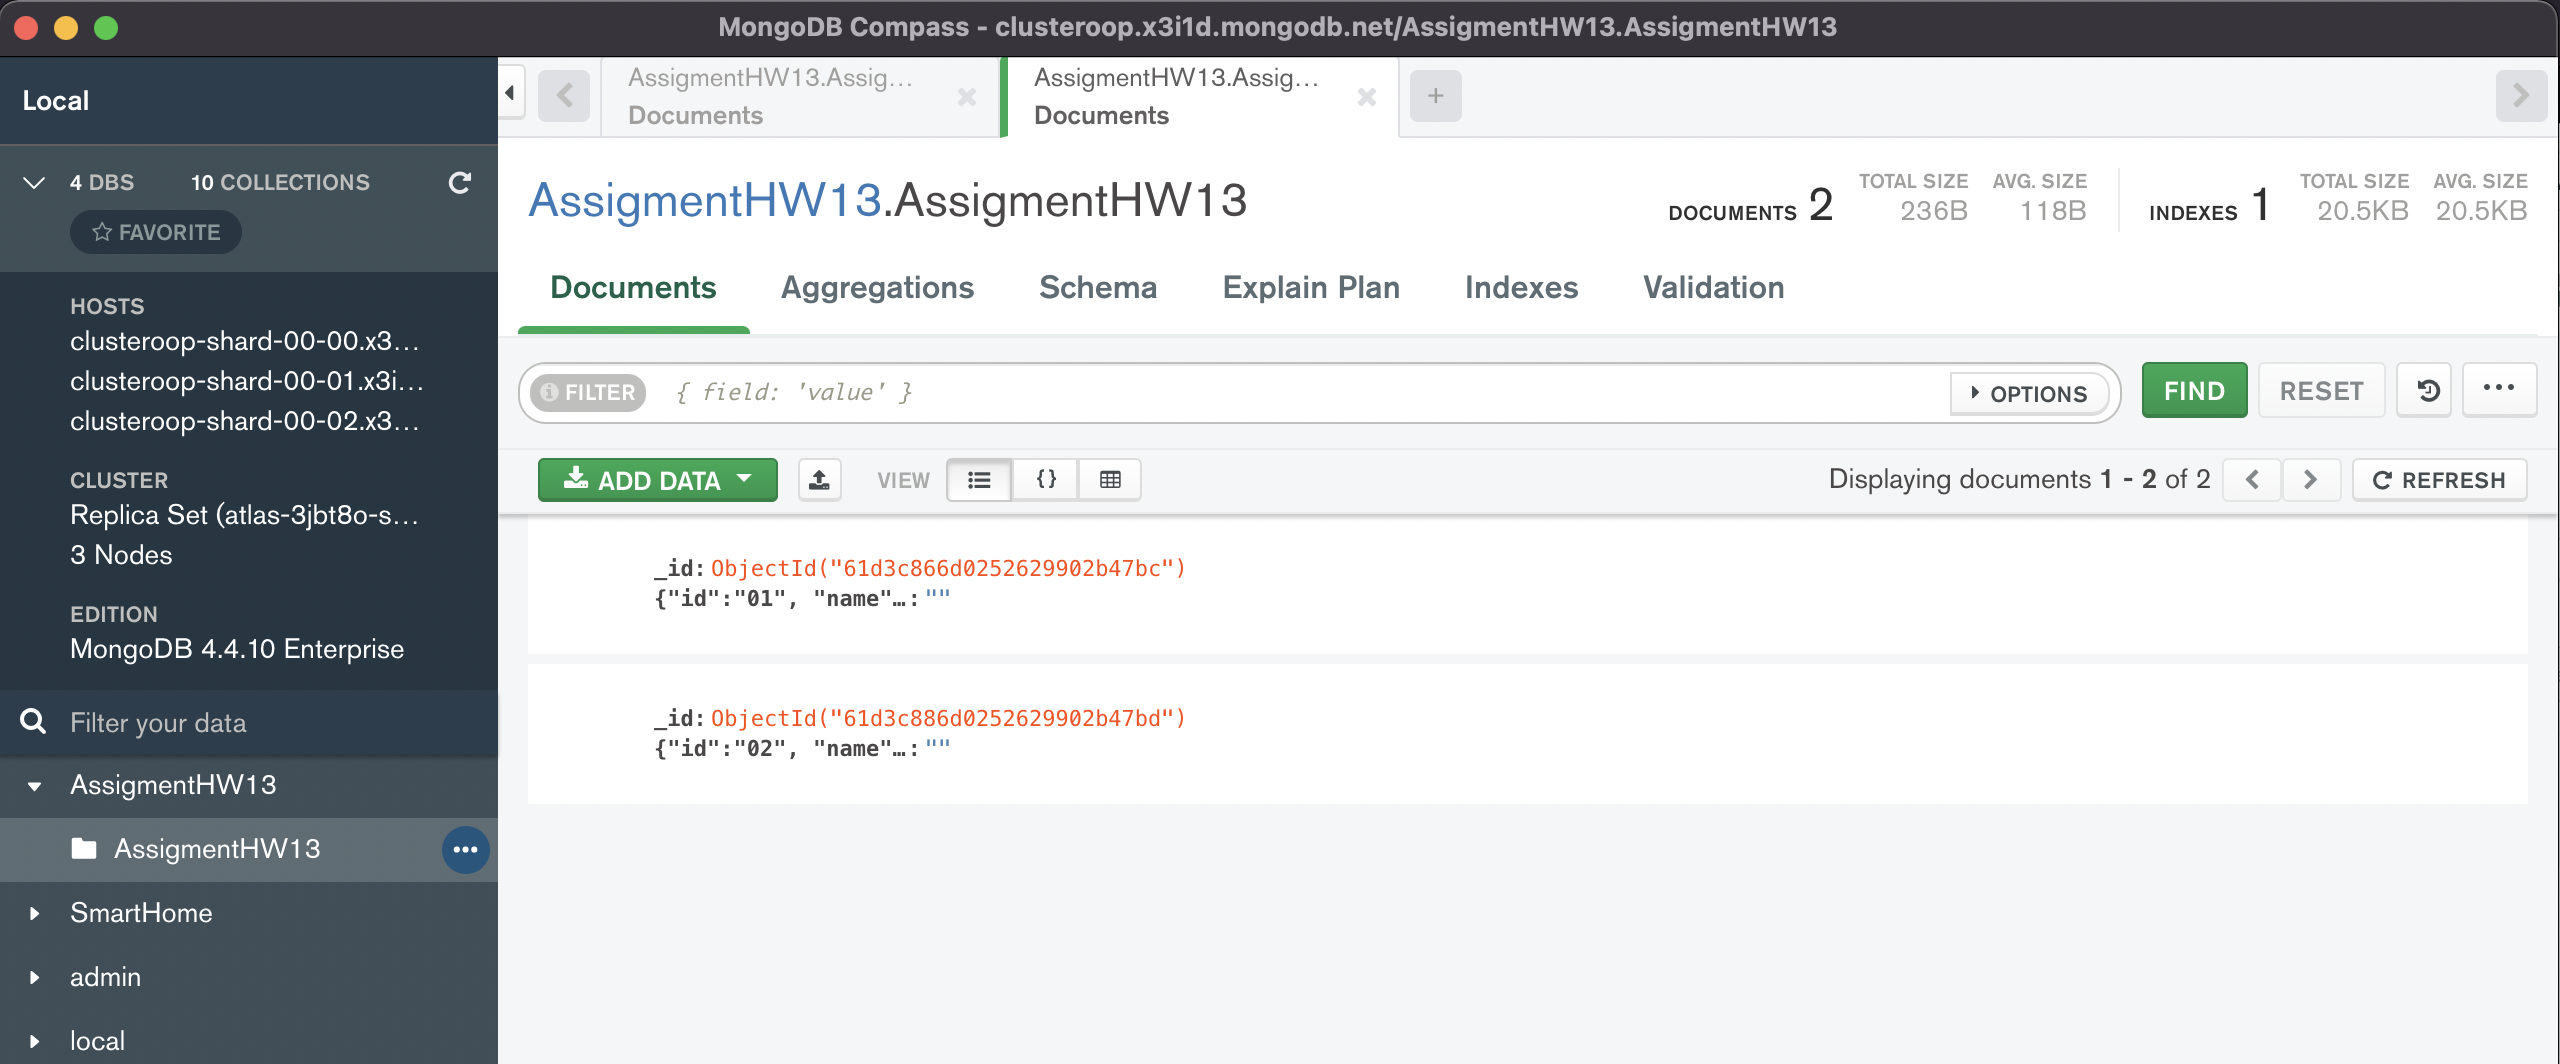 MongoDB Compass - clusteroop.x3i1d.mongodb.net/AssigmentHW13.AssigmentHW13
Local
4 DBS 10 COLLECTIONS
FAVORITE
HOSTS
clusteroop-shard-00-00.x3...
clusteroop-shard-00-01.x3i...
clusteroop-shard-00-02.x3...
CLUSTER
Replica Set (atlas-3jbt8o-s...
3 Nodes
EDITION
MongoDB 4.4.10 Enterprise
Filter your data
AssigmentHW13
AssigmentHW13
SmartHome
admin
local
AssigmentHW13.Assig...
Documents
AssigmentHW13.Assig...
Documents
AssigmentHW13.AssigmentHW13
DOCUMENTS 2
TOTAL SIZE
236B
AVG. SIZE
118B
INDEXES 1
TOTAL SIZE
20.5KB
AVG. SIZE
20.5KB
Documents Aggregations Schema Explain Plan Indexes Validation
FILTER { field: 'value' } OPTIONS FIND RESET ...
ADD DATA VIEW {} Displaying documents 1 - 2 of 2 REFRESH
_id: ObjectId("61d3c866d0252629902b47bc")
{"id":"01", "name"…: ""
_id: ObjectId("61d3c886d0252629902b47bd")
{"id":"02", "name"…: ""